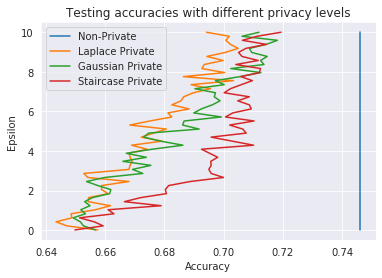 Testing accuracies with different privacy levels
Non-Private
Laplace Private
Gaussian Private
Staircase Private
Epsilon
10
8
6
4
2
0
0.64
0.66
0.68
0.70
0.72
0.74
Accuracy